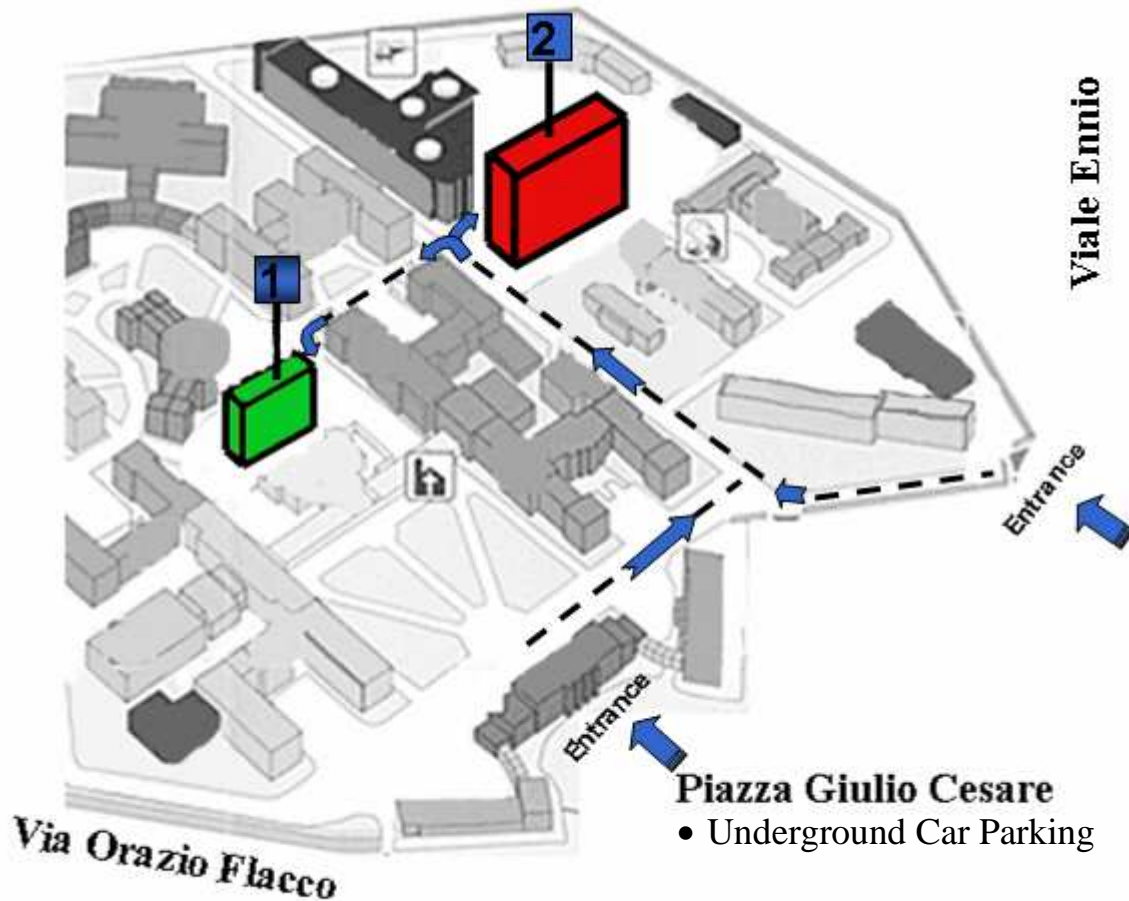 2
Viale Ennio
1
Entrance
Entrance
Piazza Giulio Cesare
• Underground Car Parking
Via Orazio Flacco